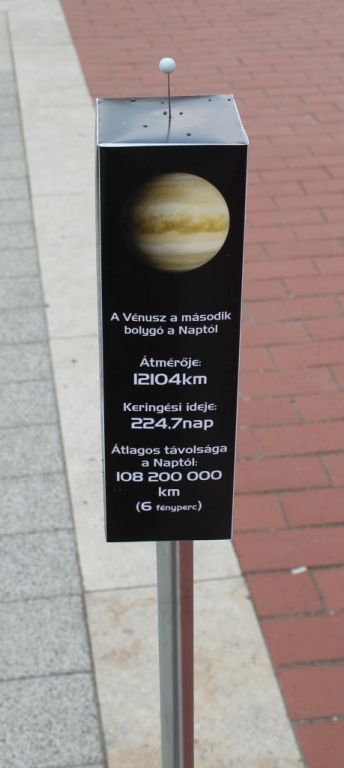 A Vénusz a második
bolygó a Naptól
Átmérője:
12104km
Keringési ideje:
224.7nap
Átlagos távolsága
a Naptól:
108 200 000
km
(6 fényperc)